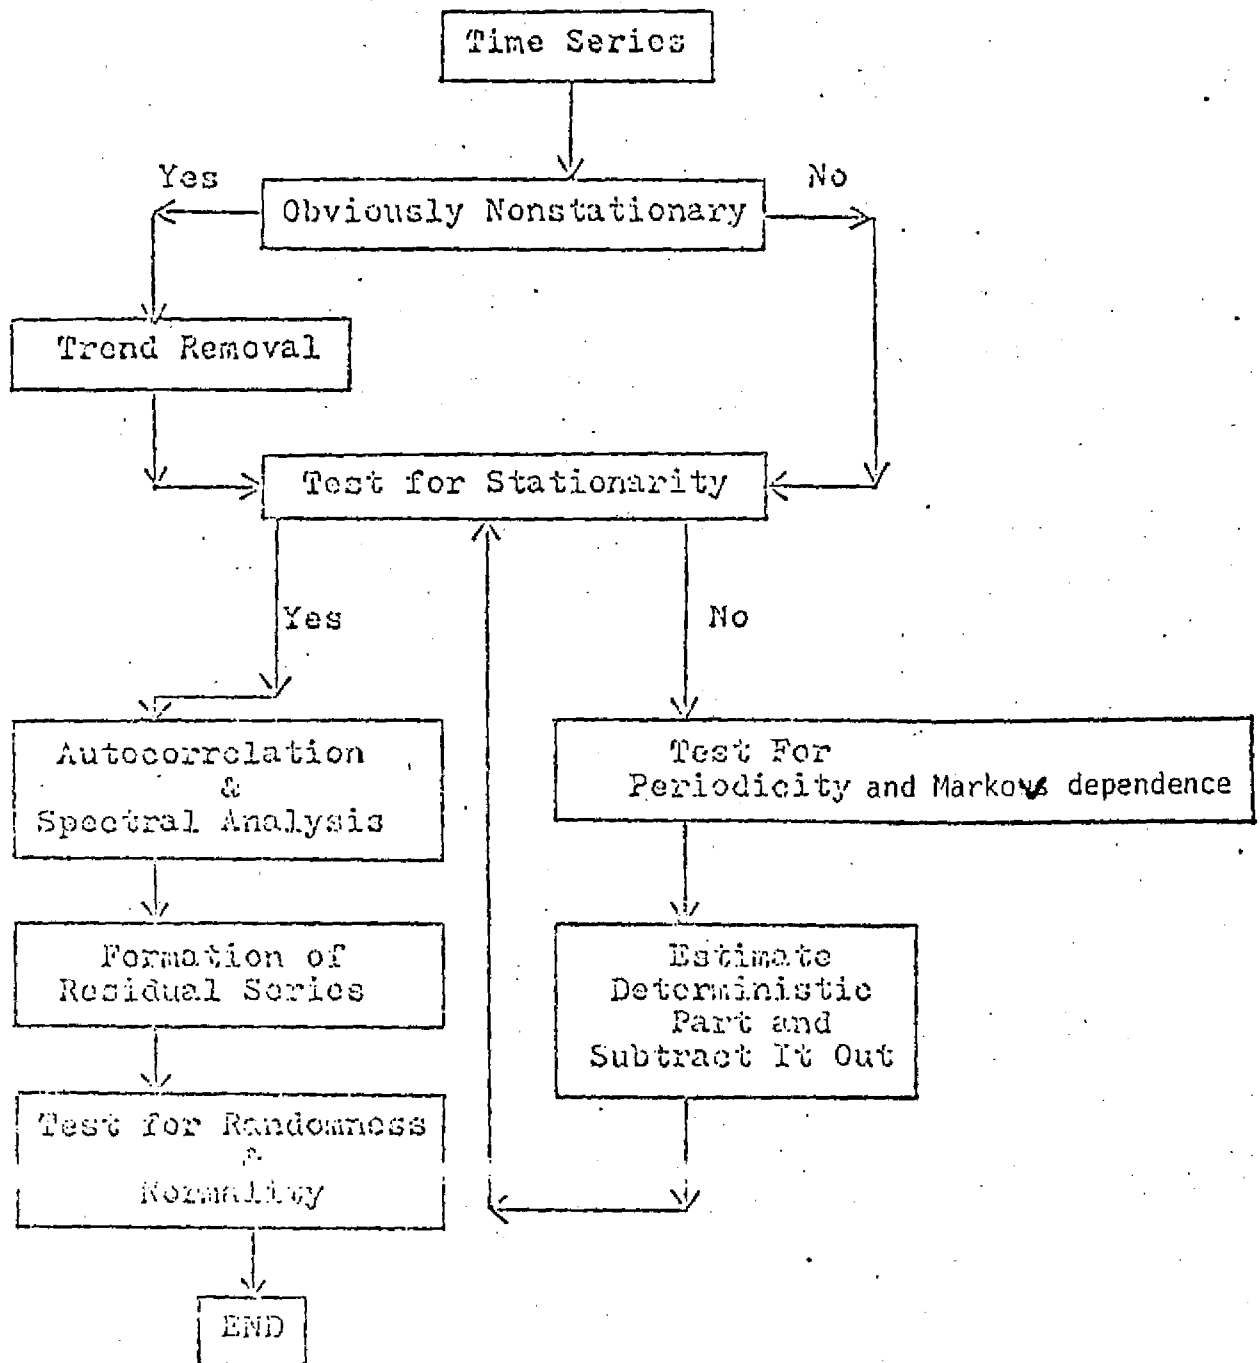 Time Series
Yes
No
Obviously Nonstationary
Trend Removal
Test for Stationarity
Yes
No
Autocorrelation
&
Spectral Analysis
Test For
Periodicity and Markovs dependence
Formation of
Residual Series
Estimate
Deterministic
Part and
Subtract It Out
Test for Randomness
&
Normality
END